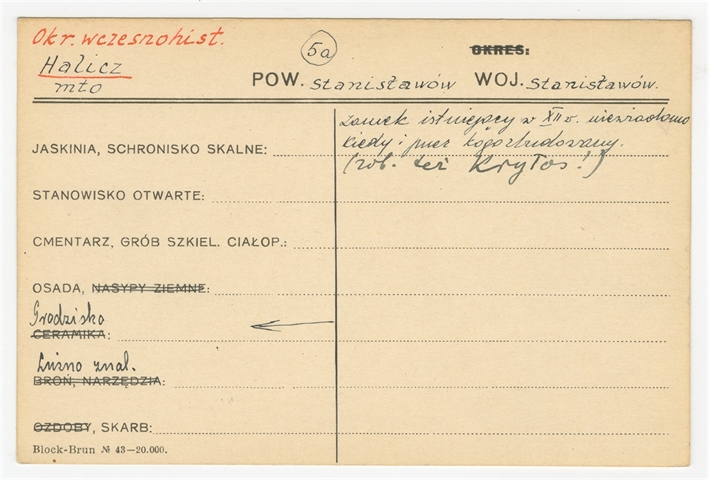 Okr. wczesnohist.
5a
OKRES:
Halicz
mto
POW. Stanisławów WOJ. Stanisławów.
Zamek istniejący w XII w. niewiadomo
kiedy i przez kogo zbudowany.
(zob. też Kryłos!)
JASKINIA, SCHRONISKO SKALNE:
STANOWISKO OTWARTE:
CMENTARZ, GRÓB SZKIEL. CIAŁOP.:
OSADA, NASYPY ZIEMNE:
Grodzisko
CERAMIKA:
Luźno znal.
BROŃ, NARZĘDZIA:
OZDOBY, SKARB:
Block-Brun № 43—20.000.